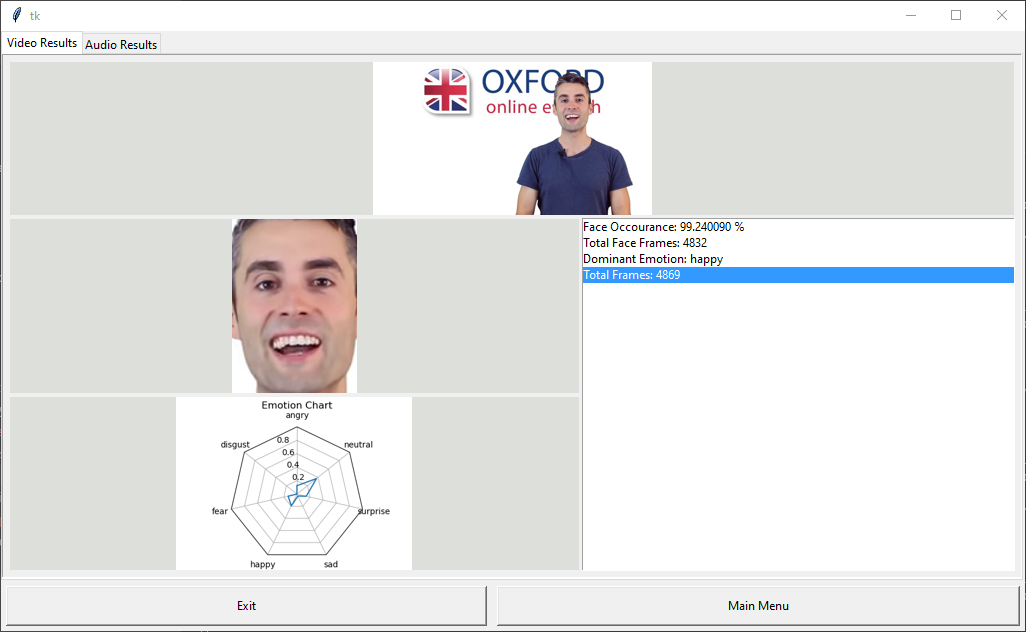 tk
Video Results
Audio Results
OXFORD
online e h
Face Occourance: 99.240090 %
Total Face Frames: 4832
Dominant Emotion: happy
Total Frames: 4869
Emotion Chart
angry
disgust
neutral
0.8
0.6
0.4
0.2
fear
surprise
happy
sad
Exit
Main Menu